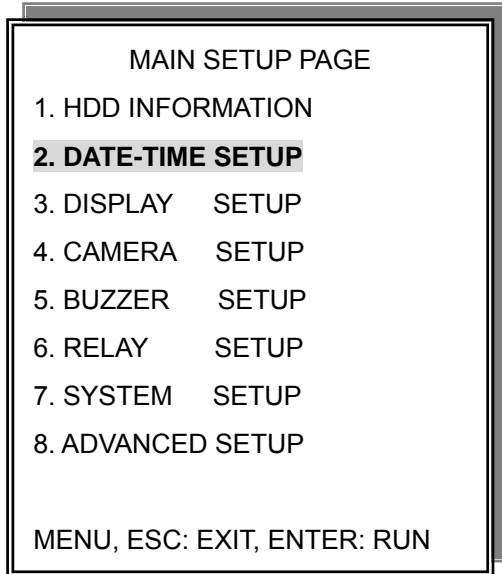 MAIN SETUP PAGE
1. HDD INFORMATION
2. DATE-TIME SETUP
3. DISPLAY SETUP
4. CAMERA SETUP
5. BUZZER SETUP
6. RELAY SETUP
7. SYSTEM SETUP
8. ADVANCED SETUP
MENU, ESC: EXIT, ENTER: RUN